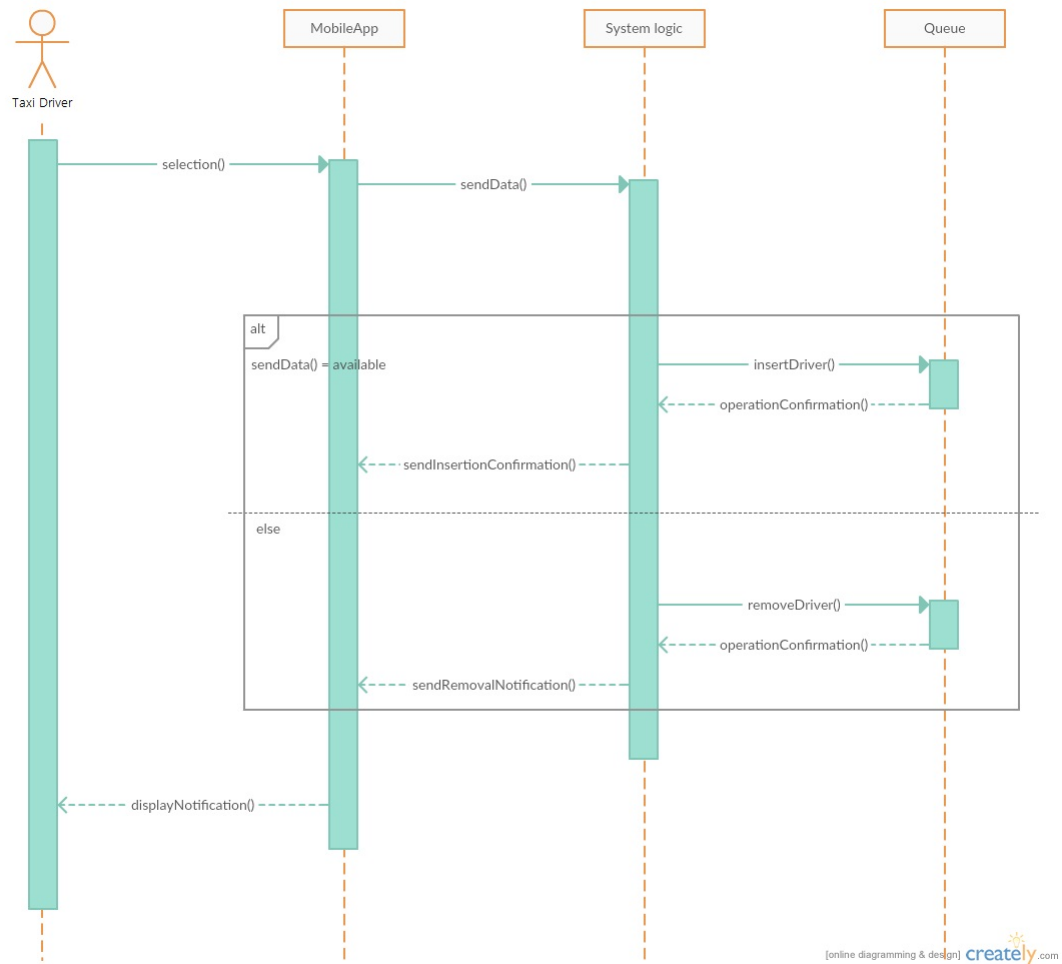 MobileApp
System logic
Queue
Taxi Driver
selection()
sendData()
alt
sendData() = available
insertDriver()
operationConfirmation()
sendInsertionConfirmation()
else
removeDriver()
operationConfirmation()
sendRemovalNotification()
displayNotification()
[online diagramming & design] creately.com